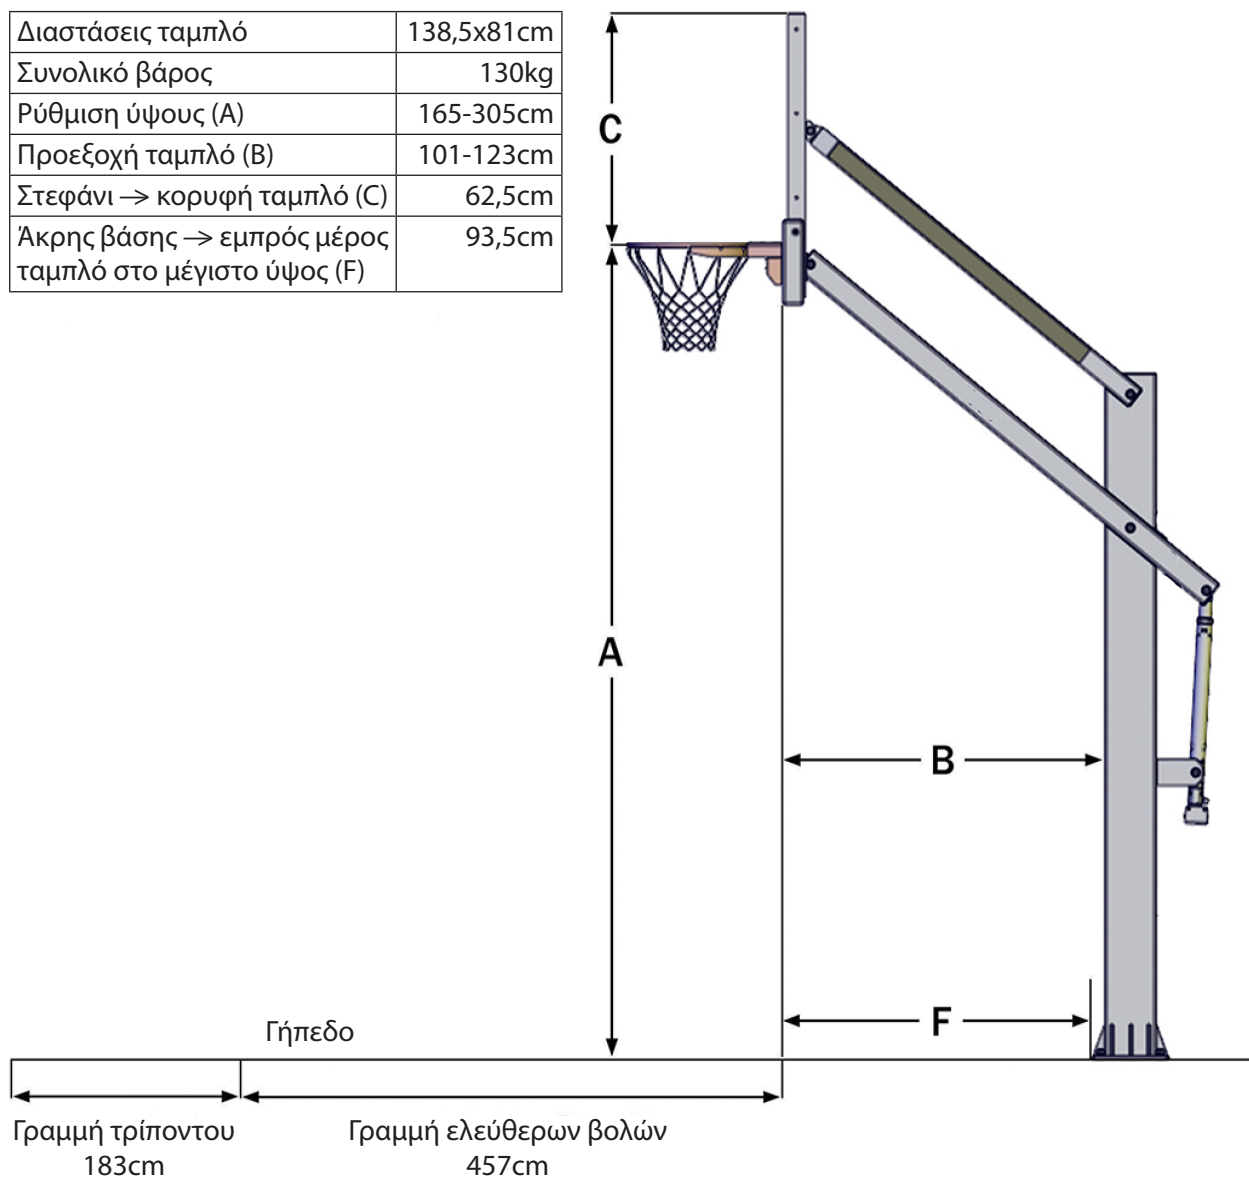 Διαστάσεις ταμπλό 138,5x81cm
Συνολικό βάρος 130kg
Ρύθμιση ύψους (Α) 165-305cm
Προεξοχή ταμπλό (Β) 101-123cm
Στεφάνι → κορυφή ταμπλό (C) 62,5cm
Άκρης βάσης → εμπρός μέρος 93,5cm
ταμπλό στο μέγιστο ύψος (F)
C
A
B
F
Γήπεδο
Γραμμή τρίποντου Γραμμή ελεύθερων βολών
183cm 457cm